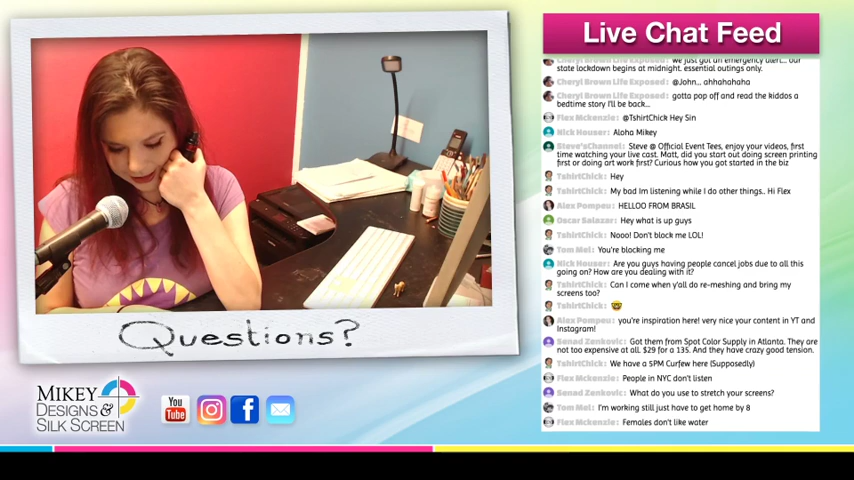 Live Chat Feed
Cheryl Brown Life Exposed: we just got an emergency alert... our
state lockdown begins at midnight. essential outings only.
Cheryl Brown Life Exposed: @John... ahhahahaha
Cheryl Brown Life Exposed: gotta pop off and read the kiddos a
bedtime story I'll be back...
Flex Mckenzie: @TshirtChick Hey Sin
Nick Houser: Aloha Mikey
Steve'sChannel: Steve @ Official Event Tees, enjoy your videos, first
time watching your live cast. Matt, did you start out doing screen printing
first or doing art work first? Curious how you got started in the biz
TshirtChick: Hey
TshirtChick: My bad Im listening while I do other things.. Hi Flex
Alex Pompeu: HELLOO FROM BRASIL
Oscar Salazar: Hey what is up guys
TshirtChick: Nooo! Don't block me LOL!
Tom Mel: You're blocking me
Nick Houser: Are you guys having people cancel jobs due to all this
going on? How are you dealing with it?
TshirtChick: Can I come when y'all do re-meshing and bring my
screens too?
TshirtChick: 🤓
Alex Pompeu: you're inspiration here! very nice your content in YT and
Instagram!
Senad Zenkovic: Got them from Spot Color Supply in Atlanta. They are
not too expensive at all. $29 for a 135. And they have crazy good tension.
TshirtChick: We have a 5PM Curfew here (Supposedly)
Flex Mckenzie: People in NYC don't listen
Senad Zenkovic: What do you use to stretch your screens?
Tom Mel: I'm working still just have to get home by 8
Flex Mckenzie: Females don't like water
Questions?
MIKEY
DESIGNS &
SILK SCREEN
You
Tube